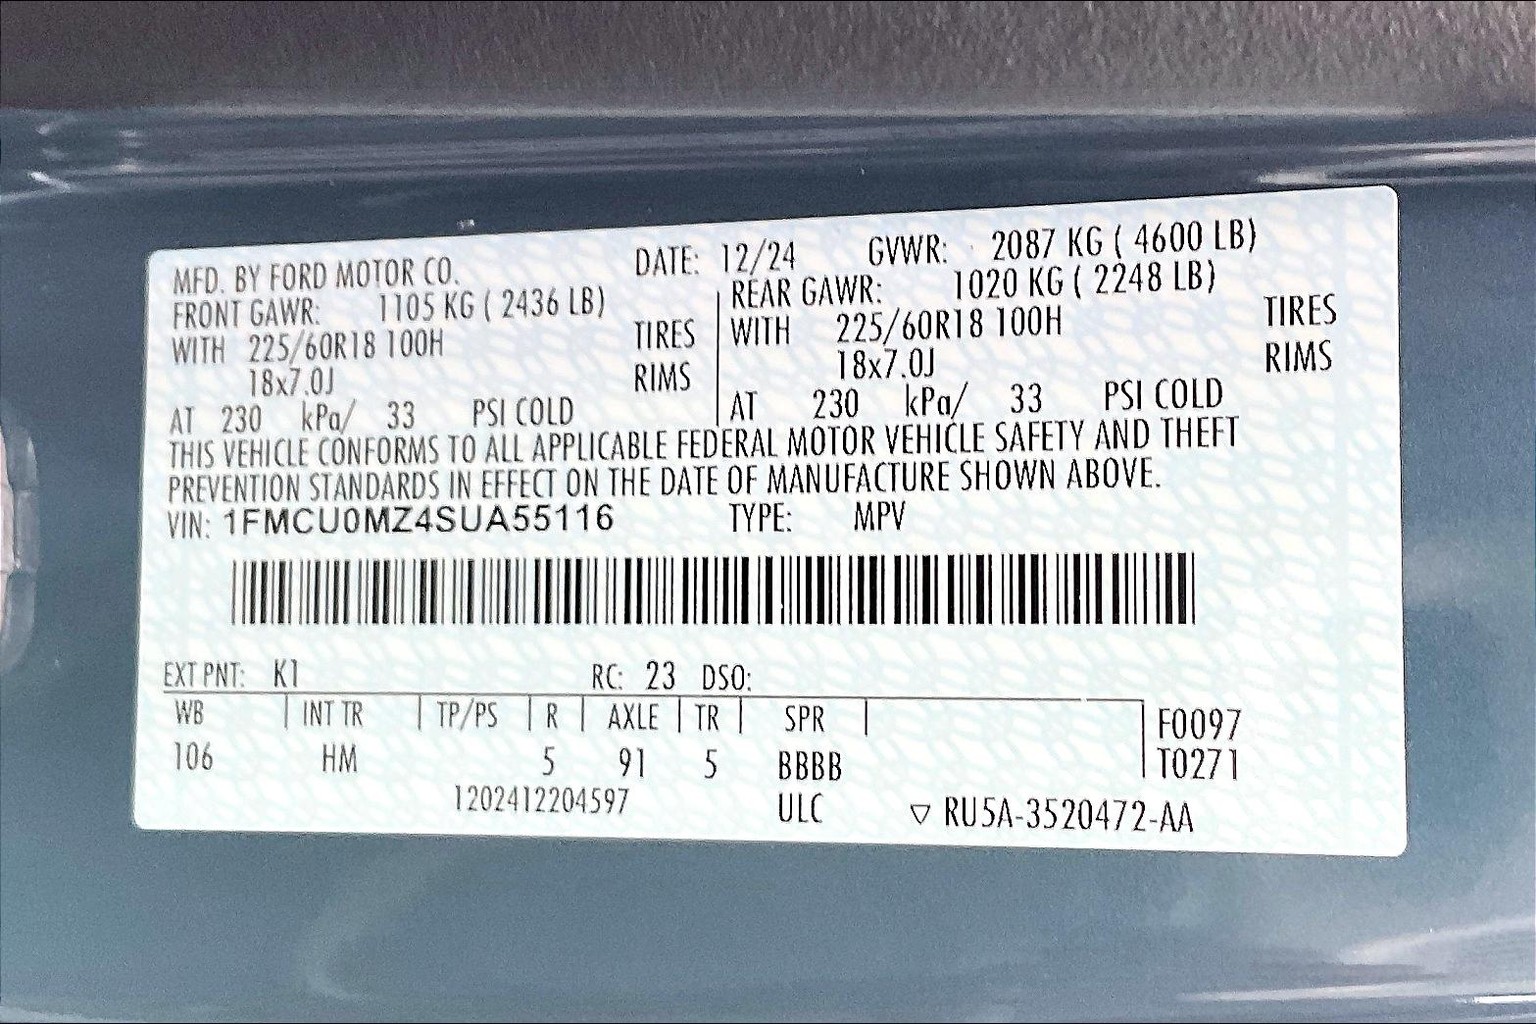 MFD. BY FORD MOTOR CO. DATE: 12/24 GVWR: 2087 KG ( 4600 LB)
FRONT GAWR: 1105 KG ( 2436 LB) REAR GAWR: 1020 KG ( 2248 LB)
WITH 225/60R18 100H TIRES WITH 225/60R18 100H TIRES
18x7.0J RIMS 18x7.0J RIMS
AT 230 kPa/ 33 PSI COLD AT 230 kPa/ 33 PSI COLD
THIS VEHICLE CONFORMS TO ALL APPLICABLE FEDERAL MOTOR VEHICLE SAFETY AND THEFT
PREVENTION STANDARDS IN EFFECT ON THE DATE OF MANUFACTURE SHOWN ABOVE.
VIN: 1FMCU0MZ4SUA55116 TYPE: MPV
EXT PNT: K1 RC: 23 DSO:
WB INT TR TP/PS R AXLE TR SPR F0097
106 HM 5 91 5 BBBB T0271
1202412204597 ULC ▽ RU5A-3520472-AA